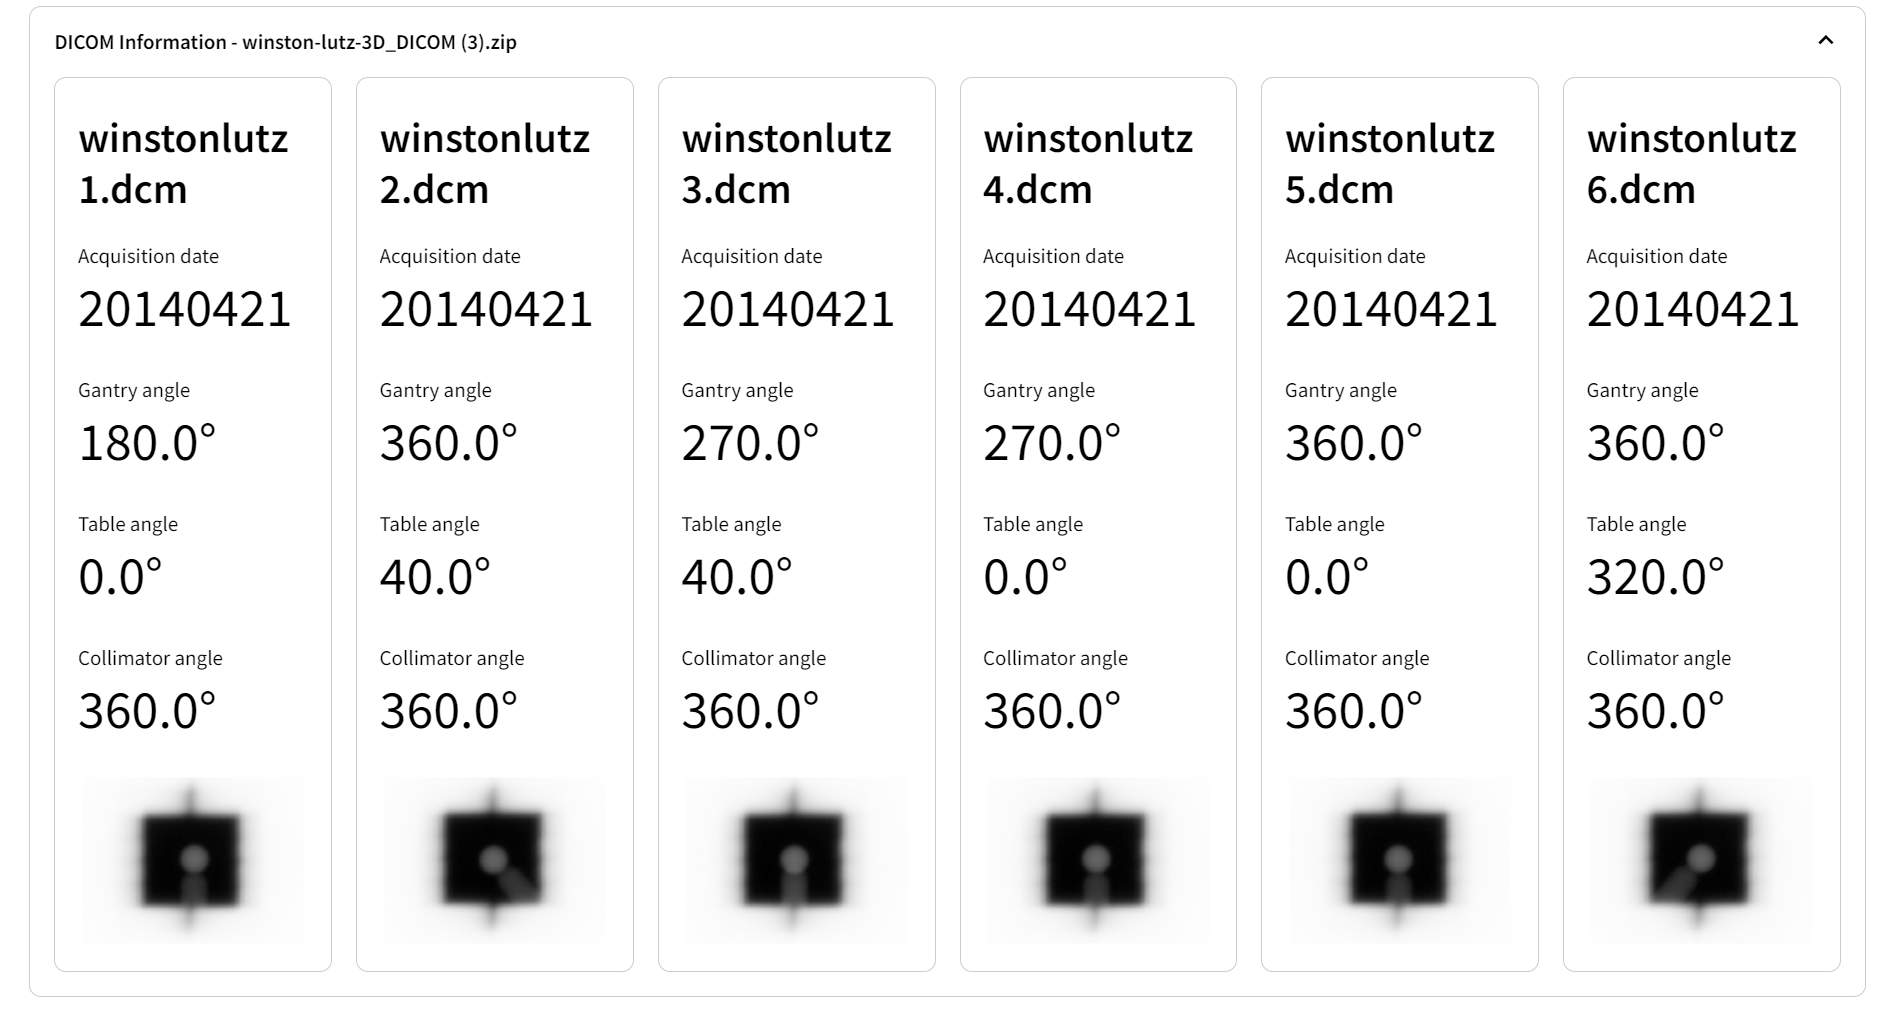 DICOM Information - winston-lutz-3D_DICOM (3).zip
winstonlutz
1.dcm
Acquisition date
20140421
Gantry angle
180.0°
Table angle
0.0°
Collimator angle
360.0°
winstonlutz
2.dcm
Acquisition date
20140421
Gantry angle
360.0°
Table angle
40.0°
Collimator angle
360.0°
winstonlutz
3.dcm
Acquisition date
20140421
Gantry angle
270.0°
Table angle
40.0°
Collimator angle
360.0°
winstonlutz
4.dcm
Acquisition date
20140421
Gantry angle
270.0°
Table angle
0.0°
Collimator angle
360.0°
winstonlutz
5.dcm
Acquisition date
20140421
Gantry angle
360.0°
Table angle
0.0°
Collimator angle
360.0°
winstonlutz
6.dcm
Acquisition date
20140421
Gantry angle
360.0°
Table angle
320.0°
Collimator angle
360.0°